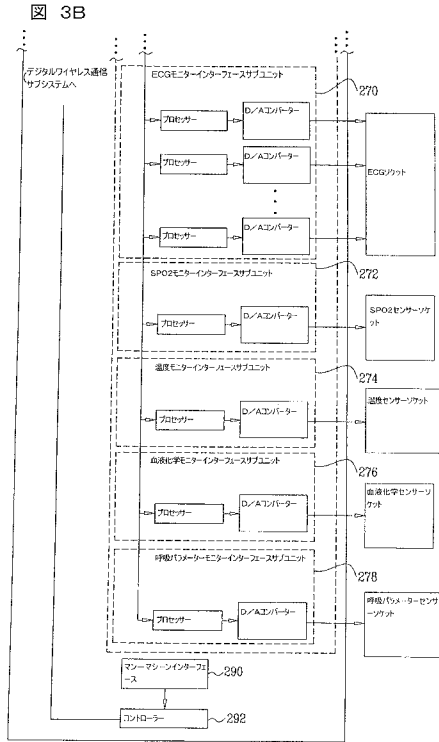 図 3B
デジタルワイヤレス通信
サブシステムへ
ECGモニターインターフェースサブユニット
270
プロセッサー
D/Aコンバーター
プロセッサー
D/Aコンバーター
ECGソケット
プロセッサー
D/Aコンバーター
272
SPO2モニターインターフェースサブユニット
プロセッサー
D/Aコンバーター
SPO2センサーソケ
ット
温度モニターインターフェースサブユニット
274
プロセッサー
D/Aコンバーター
温度センサーソケット
血液化学モニターインターフェースサブユニット
276
プロセッサー
D/Aコンバーター
血液化学センサーソ
ケット
呼吸パラメーターモニターインターフェースサブユニット
278
プロセッサー
D/Aコンバーター
呼吸パラメーターセンサ
ーソケット
マンーマシーンインターフェ
ース
290
コントローラー
292